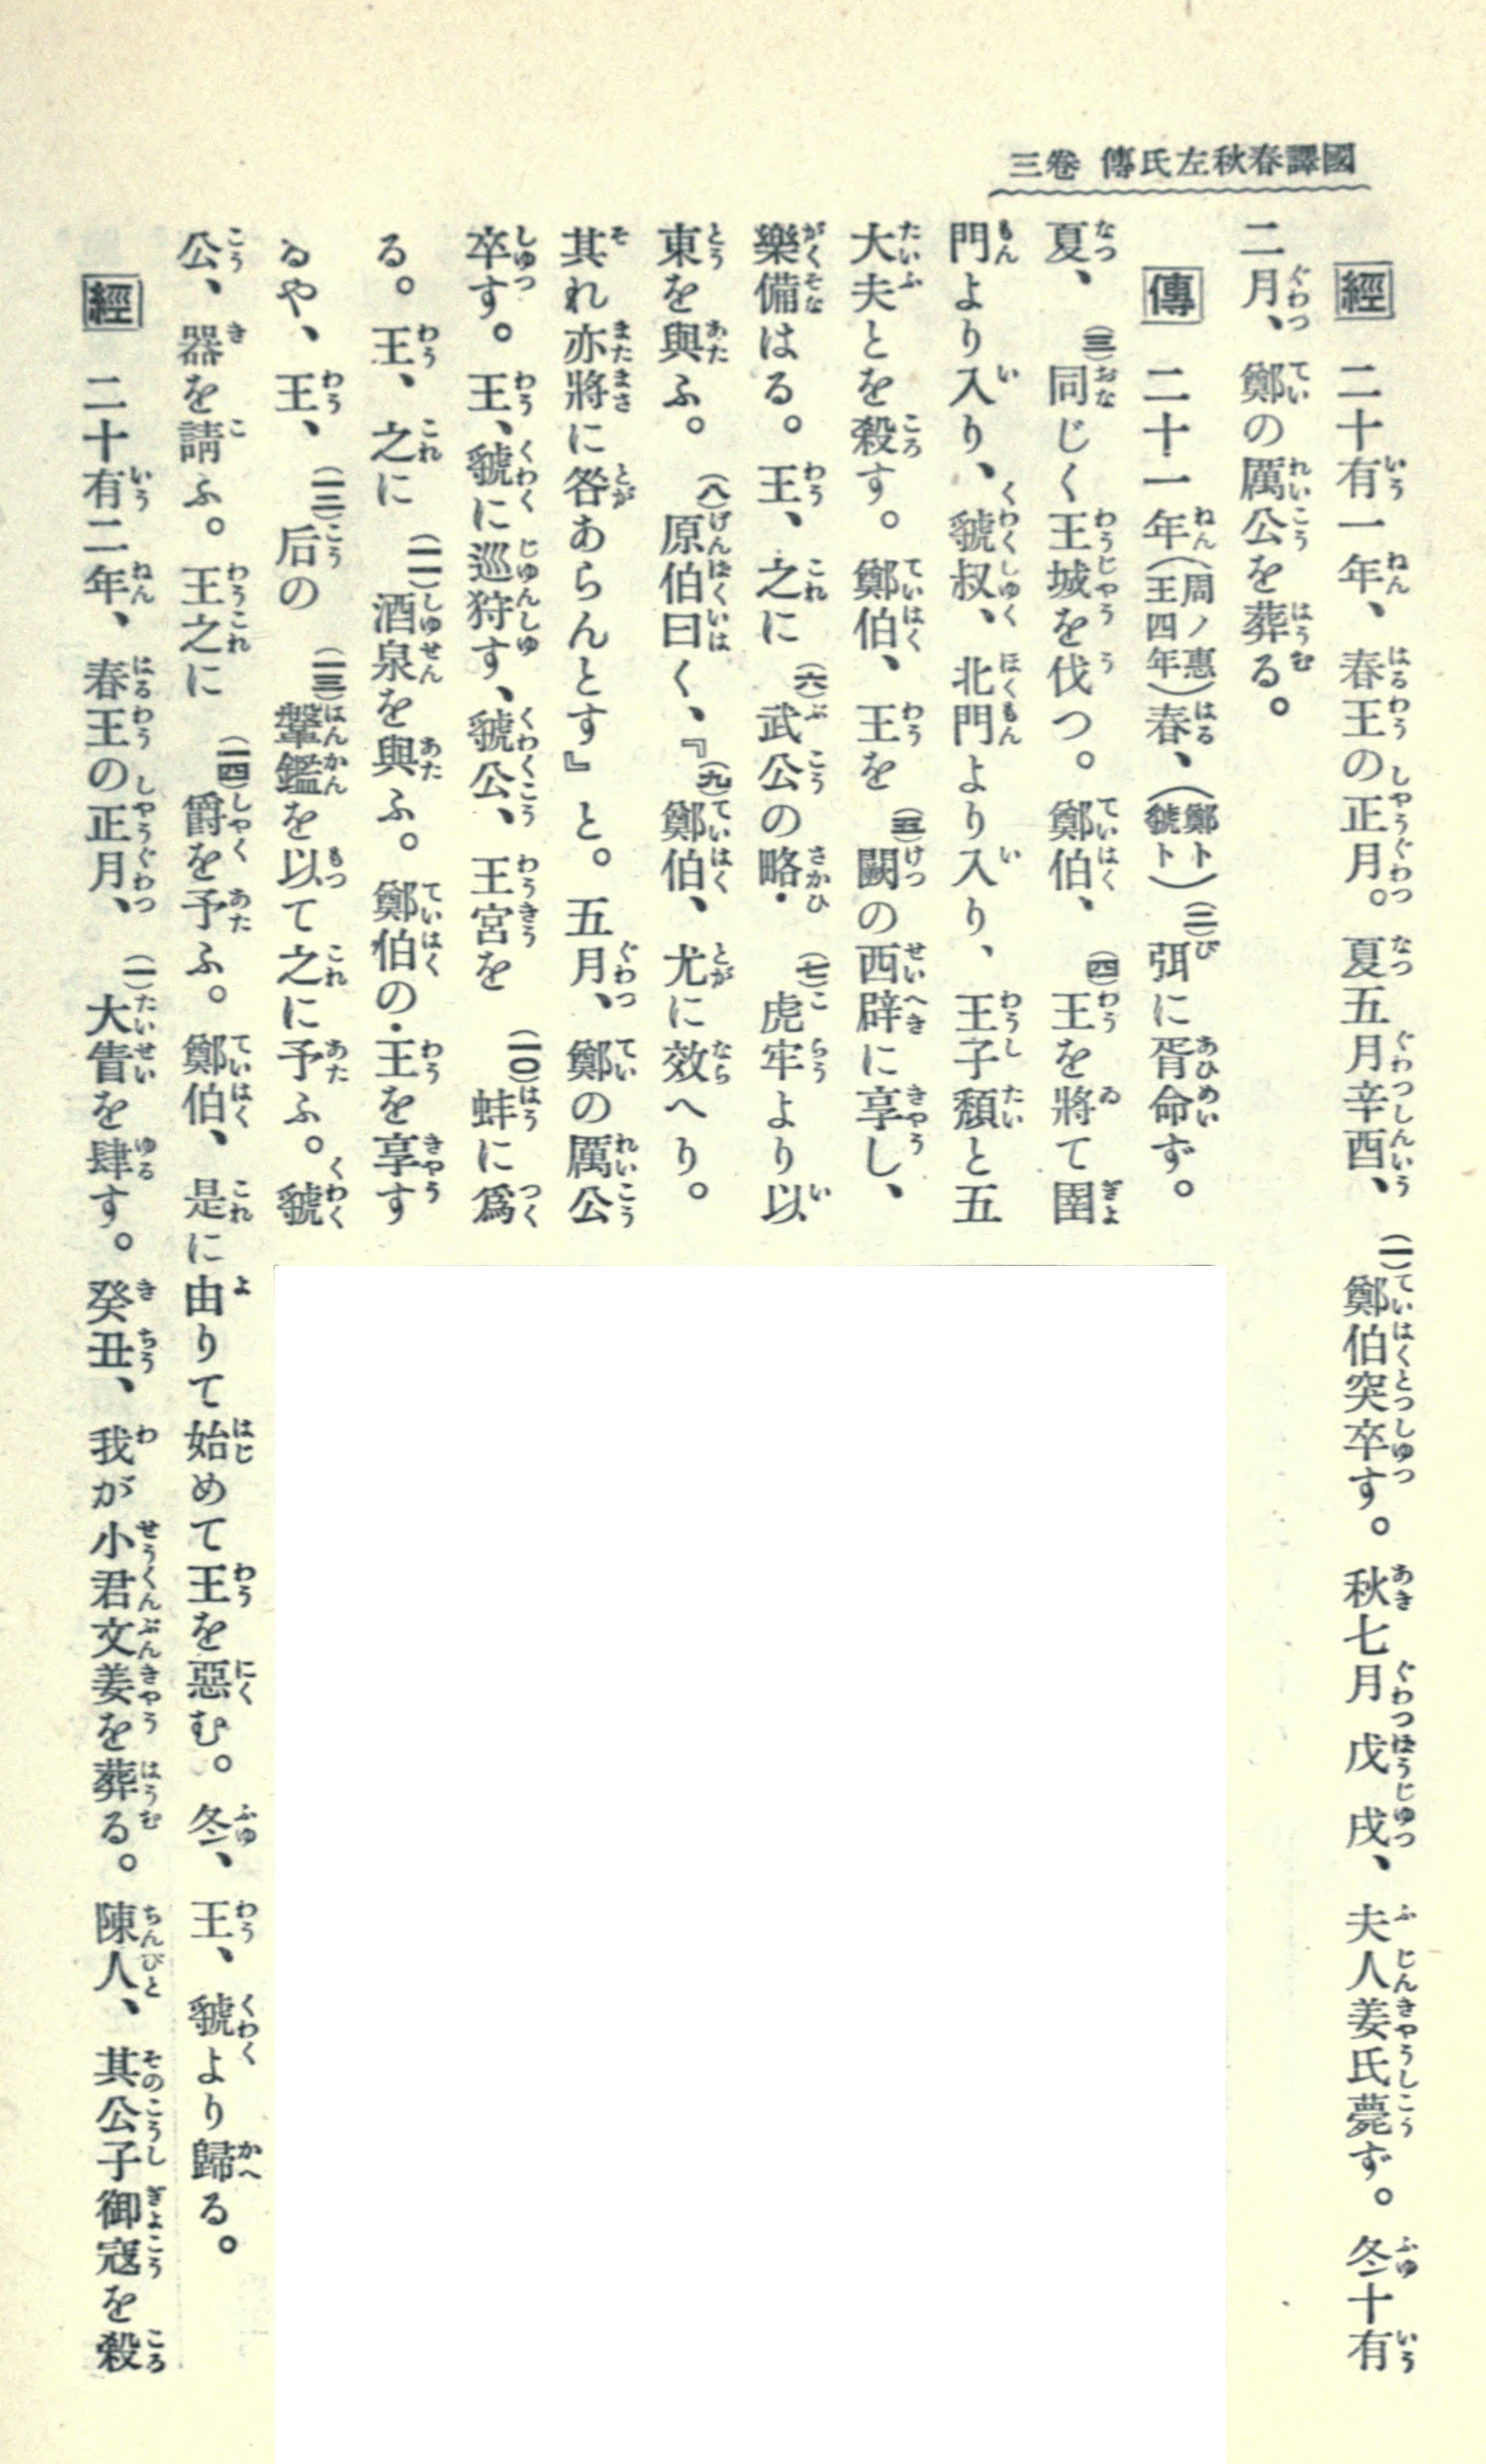 國譯春秋左氏傳 卷三
經 二十有一年、春王の正月。夏五月辛酉、(一)鄭伯突卒す。秋七月戊戌、夫人姜氏薨ず。冬十有
二月、鄭の厲公を葬る。
傳 二十一年(周ノ惠王四年)春、(鄭ト虢ト)(二)弭に胥命ず。
夏、(三)同じく王城を伐つ。鄭伯、(四)王を將て圉
門より入り、虢叔、北門より入り、王子頽と五
大夫とを殺す。鄭伯、王を(五)闕の西辟に享し、
樂備はる。王、之に(六)武公の略・(七)虎牢より以
東を與ふ。(八)原伯曰く、『(九)鄭伯、尤に效へり。
其れ亦將に咎あらんとす』と。五月、鄭の厲公
卒す。王、虢に巡狩す、虢公、王宮を(一〇)蚌に爲
る。王、之に(一一)酒泉を與ふ。鄭伯の・王を享す
るや、王、(一二)后の(一三)鞶鑑を以て之に予ふ。虢
公、器を請ふ。王之に(一四)爵を予ふ。鄭伯、是に由りて始めて王を惡む。冬、王、虢より歸る。
經 二十有二年、春王の正月、(一)大眚を肆す。癸丑、我が小君文姜を葬る。陳人、其公子御寇を殺